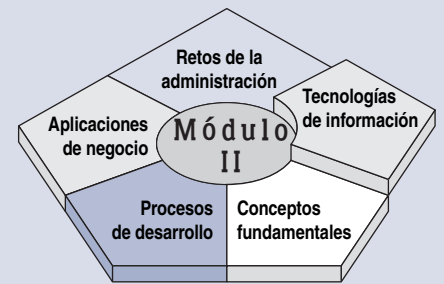 Retos de la
administración
Tecnologías
de información
Aplicaciones
de negocio
Módulo
II
Procesos
de desarrollo
Conceptos
fundamentales